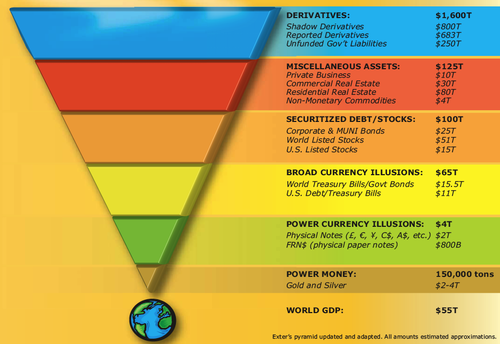 DERIVATIVES: $1,600T
Shadow Derivatives $800T
Reported Derivatives $683T
Unfunded Gov't Liabilities $250T
MISCELLANEOUS ASSETS: $125T
Private Business $10T
Commercial Real Estate $30T
Residential Real Estate $80T
Non-Monetary Commodities $4T
SECURITIZED DEBT/STOCKS: $100T
Corporate & MUNI Bonds $25T
World Listed Stocks $51T
U.S. Listed Stocks $15T
BROAD CURRENCY ILLUSIONS: $65T
World Treasury Bills/Govt Bonds $15.5T
U.S. Debt/Treasury Bills $11T
POWER CURRENCY ILLUSIONS: $4T
Physical Notes (£, €, ¥, C$, A$, etc.) $2T
FRN$ (physical paper notes) $800B
POWER MONEY: 150,000 tons
Gold and Silver $2-4T
WORLD GDP: $55T
Exter's pyramid updated and adapted. All amounts estimated approximations.